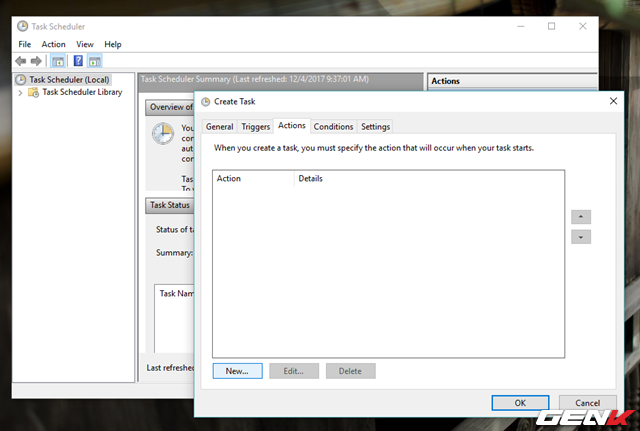 Task Scheduler
File Action View Help
Task Scheduler (Local)
Task Scheduler Library
Task Scheduler Summary (Last refreshed: 12/4/2017 9:37:01 AM)
Actions
Overview of
You
con
aut
con
Tas
To v
Task Status
Status of ta
Summary:
Task Nam
Last refreshed
Create Task
General Triggers Actions Conditions Settings
When you create a task, you must specify the action that will occur when your task starts.
Action Details
New... Edit... Delete
OK Cancel
GENK